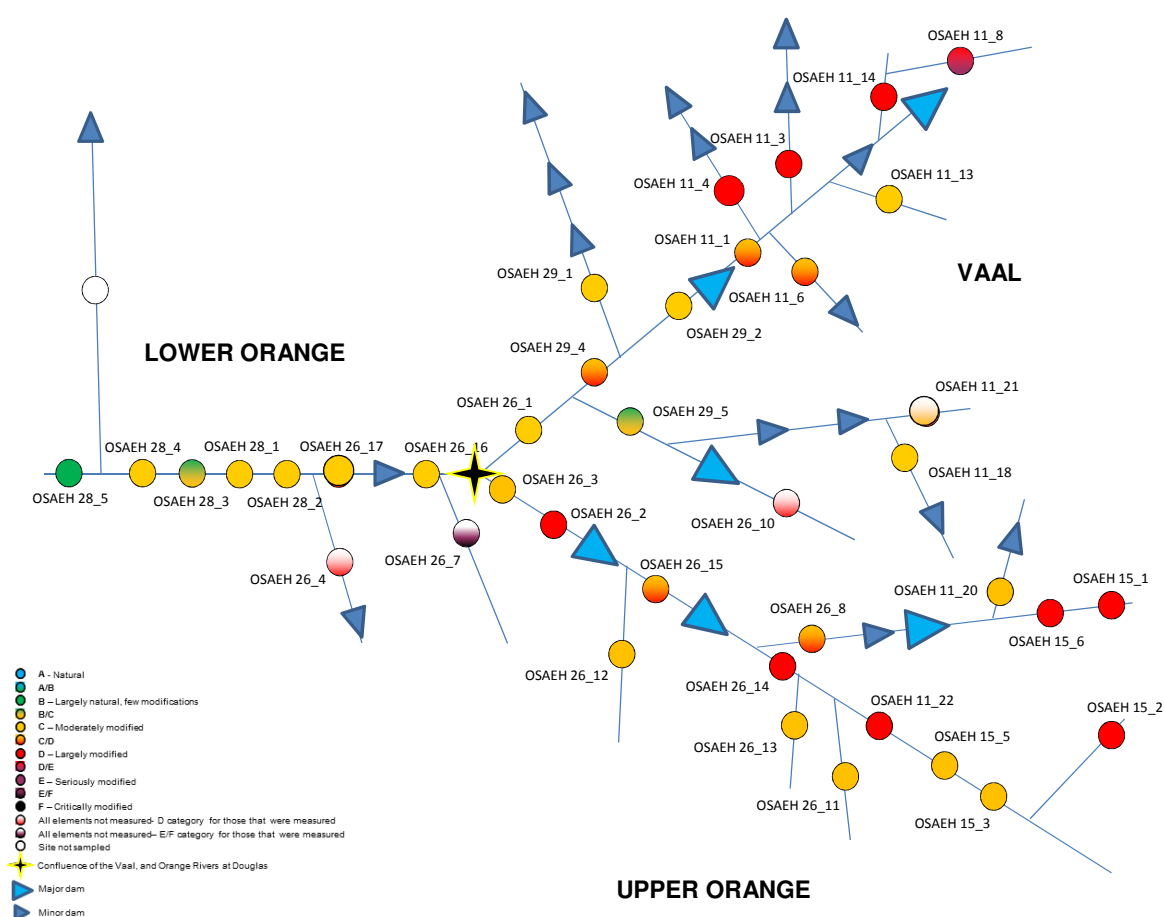 OSAEH 11_8
OSAEH 11_14
OSAEH 11_3
OSAEH 11_13
OSAEH 11_4
OSAEH 11_1
VAAL
OSAEH 29_1
OSAEH 11_6
OSAEH 29_2
LOWER ORANGE
OSAEH 29_4
OSAEH 11_21
OSAEH 26_1
OSAEH 29_5
OSAEH 28_4
OSAEH 28_1
OSAEH 26_17
OSAEH 26_16
OSAEH 11_18
OSAEH 26_3
OSAEH 28_5
OSAEH 28_3
OSAEH 28_2
OSAEH 26_2
OSAEH 26_10
OSAEH 26_7
OSAEH 26_4
OSAEH 26_15
OSAEH 11_20
OSAEH 15_1
OSAEH 26_8
OSAEH 15_6
OSAEH 26_12
OSAEH 26_14
OSAEH 11_22
OSAEH 15_2
OSAEH 26_13
OSAEH 15_5
OSAEH 26_11
OSAEH 15_3
UPPER ORANGE
A - Natural
A/B
B – Largely natural, few modifications
B/C
C – Moderately modified
C/D
D – Largely modified
D/E
E – Seriously modified
E/F
F – Critically modified
All elements not measured- D category for those that were measured
All elements not measured– E/F category for those that were measured
Site not sampled
Confluence of the Vaal, and Orange Rivers at Douglas
Major dam
Minor dam